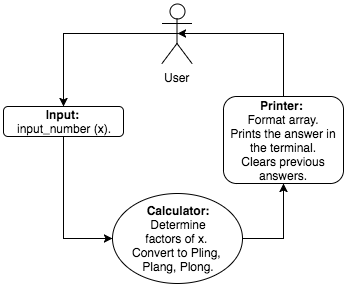 User
Input:
input_number (x).
Printer:
Format array.
Prints the answer in
the terminal.
Clears previous
answers.
Calculator:
Determine
factors of x.
Convert to Pling,
Plang, Plong.